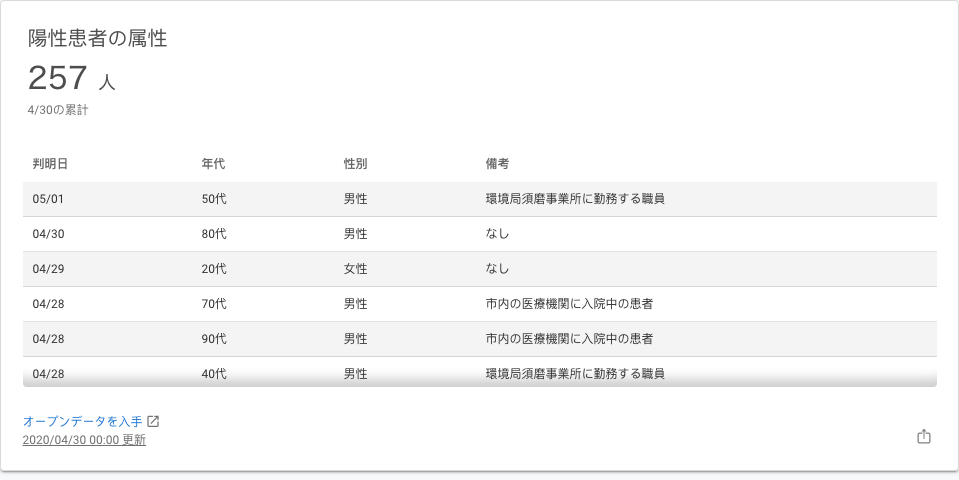 陽性患者の属性
257 人
4/30の累計
判明日 年代 性別 備考
05/01 50代 男性 環境局須磨事業所に勤務する職員
04/30 80代 男性 なし
04/29 20代 女性 なし
04/28 70代 男性 市内の医療機関に入院中の患者
04/28 90代 男性 市内の医療機関に入院中の患者
04/28 40代 男性 環境局須磨事業所に勤務する職員
オープンデータを入手
2020/04/30 00:00 更新